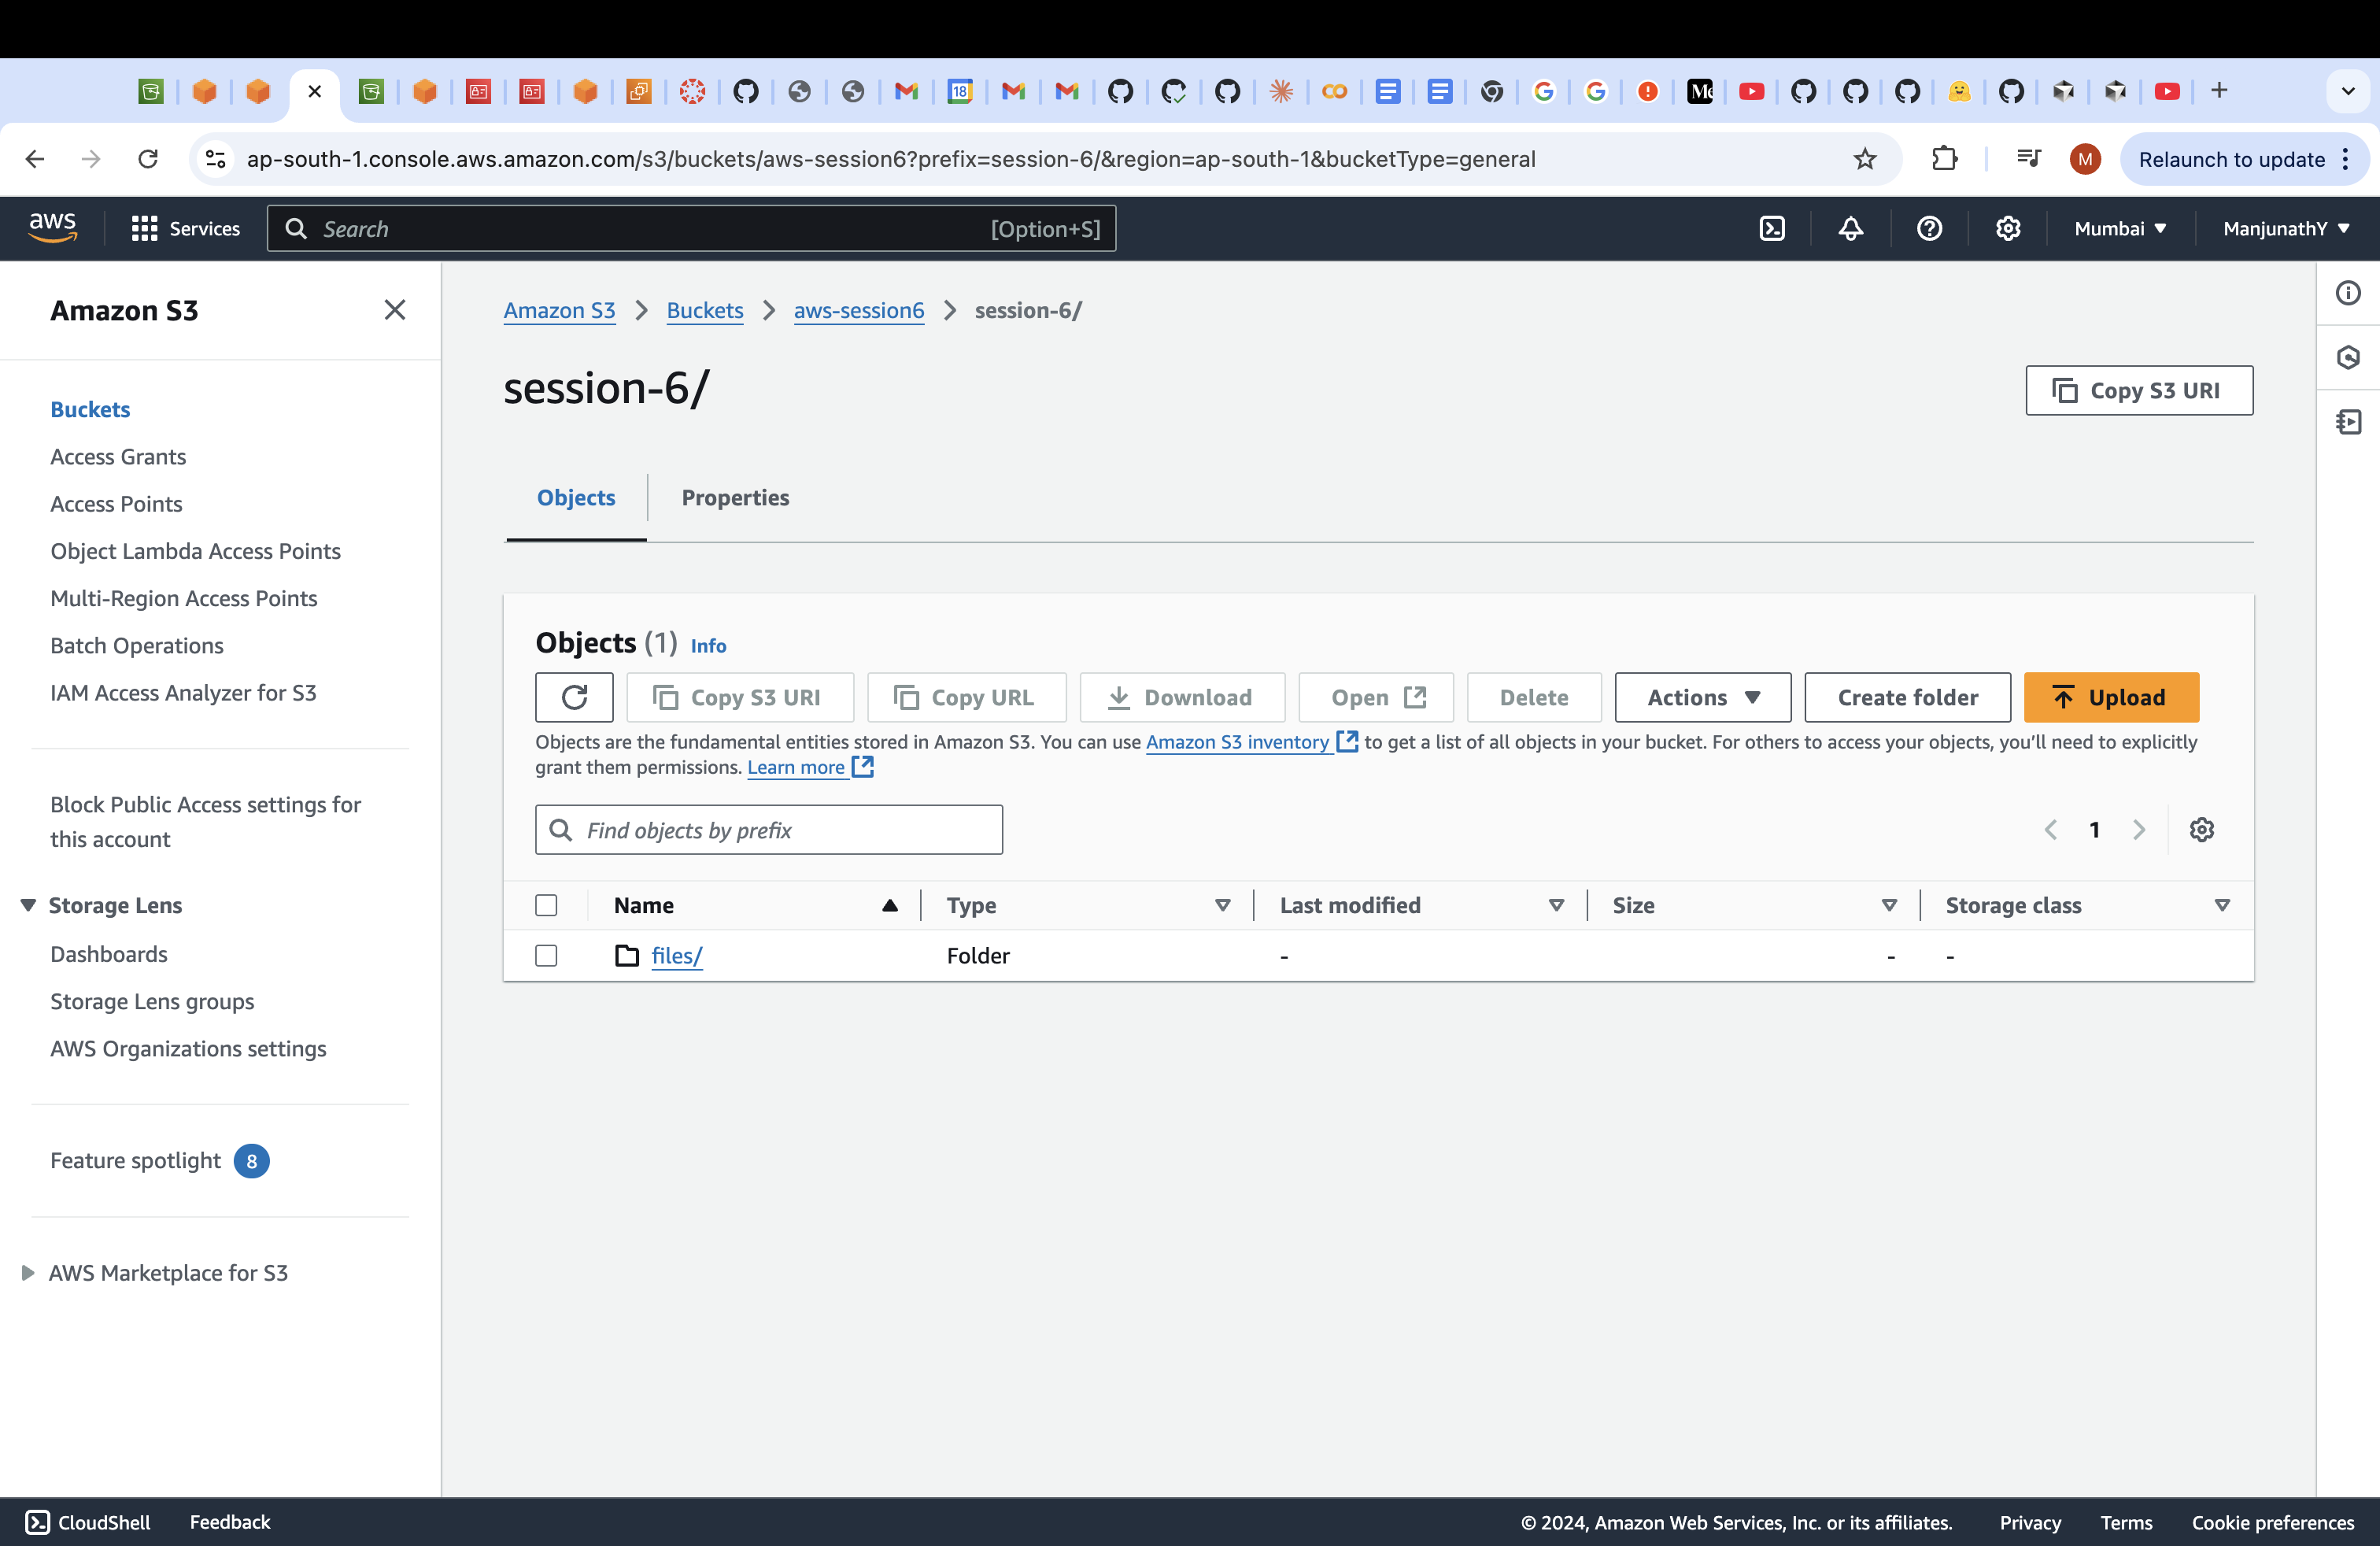 18
Me
ap-south-1.console.aws.amazon.com/s3/buckets/aws-session6?prefix=session-6/&region=ap-south-1&bucketType=general
M
Relaunch to update
aws
Services
Search
[Option+S]
Mumbai
ManjunathY
Amazon S3
Buckets
Access Grants
Access Points
Object Lambda Access Points
Multi-Region Access Points
Batch Operations
IAM Access Analyzer for S3
Block Public Access settings for
this account
Storage Lens
Dashboards
Storage Lens groups
AWS Organizations settings
Feature spotlight 8
AWS Marketplace for S3
Amazon S3 > Buckets > aws-session6 > session-6/
session-6/
Copy S3 URI
Objects
Properties
Objects (1) Info
Copy S3 URI
Copy URL
Download
Open
Delete
Actions
Create folder
Upload
Objects are the fundamental entities stored in Amazon S3. You can use Amazon S3 inventory to get a list of all objects in your bucket. For others to access your objects, you’ll need to explicitly
grant them permissions. Learn more
Find objects by prefix
1
Name Type Last modified Size Storage class
files/ Folder - - -
CloudShell
Feedback
© 2024, Amazon Web Services, Inc. or its affiliates.
Privacy
Terms
Cookie preferences